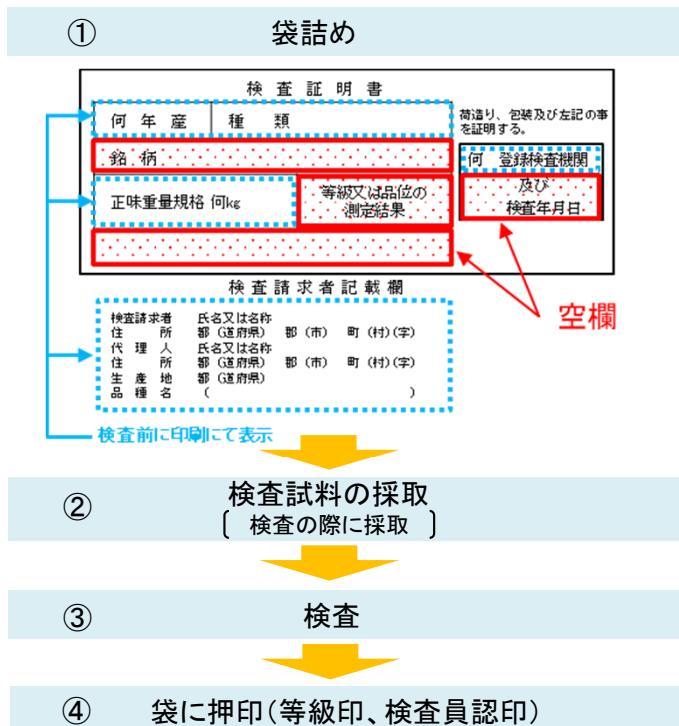 ① 袋詰め
検査証明書
何年産 種類
荷造り、包装及び左記の事
を証明する。
銘柄
何 登録検査機関
正味重量規格 何kg
等級又は品位の
測定結果
及び
検査年月日
検査請求者記載欄
空欄
検査請求者 氏名又は名称
住所 都(道府県) 郡(市) 町(村)(字)
代理人 氏名又は名称
住所 都(道府県) 郡(市) 町(村)(字)
生産地 都(道府県)
品種名 ( )
検査前に印刷にて表示
② 検査試料の採取
〔 検査の際に採取 〕
③ 検査
④ 袋に押印(等級印、検査員認印)